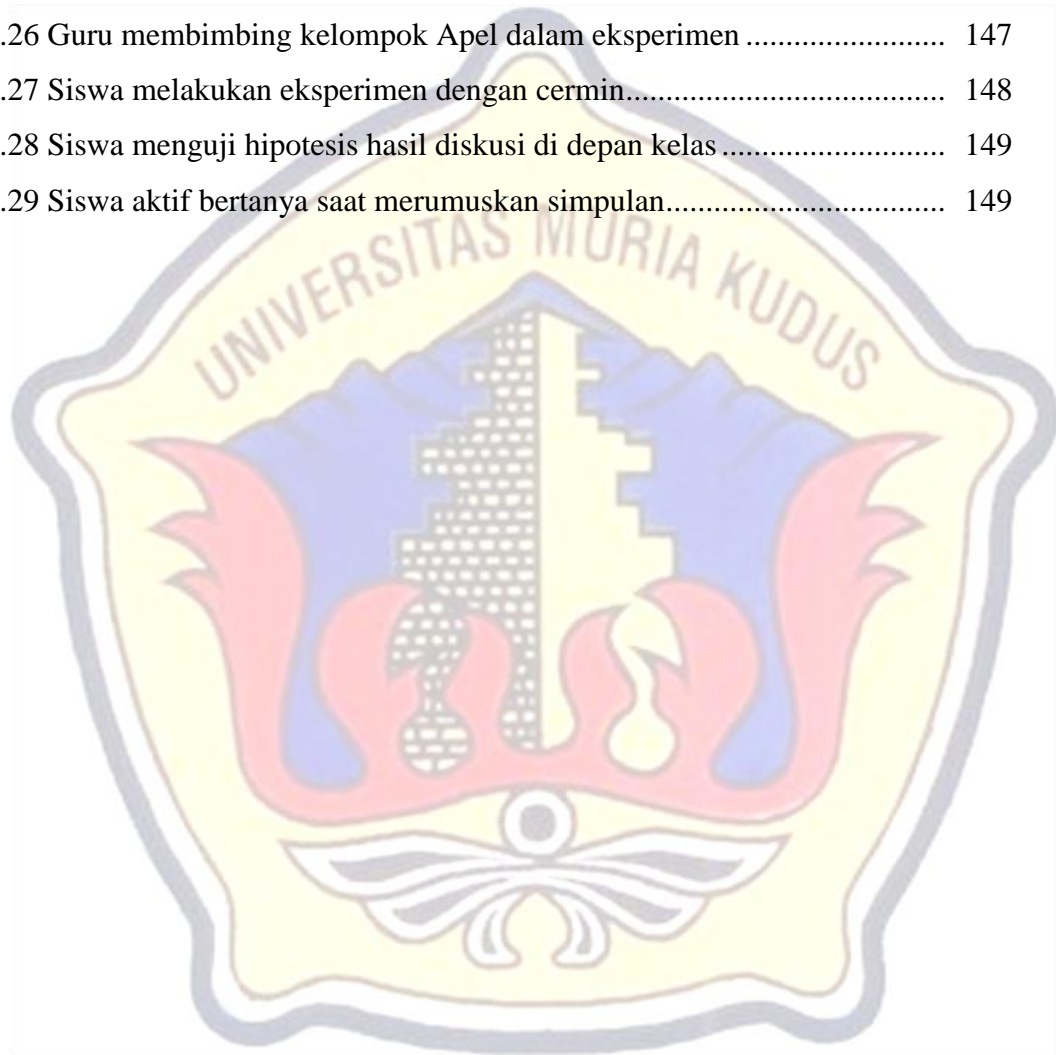 .26 Guru membimbing kelompok Apel dalam eksperimen ......................... 147
.27 Siswa melakukan eksperimen dengan cermin........................................ 148
.28 Siswa menguji hipotesis hasil diskusi di depan kelas ............................ 149
.29 Siswa aktif bertanya saat merumuskan simpulan................................... 149
UNIVERSITAS MURIA KUDUS